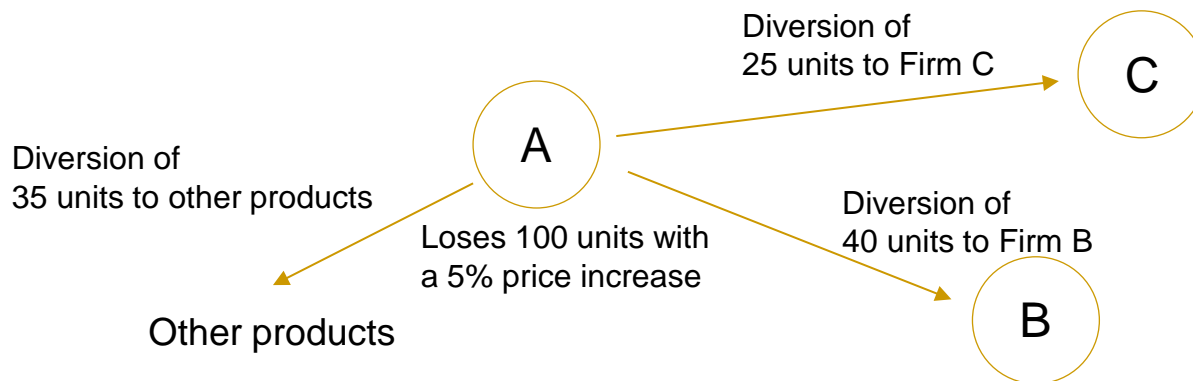 Diversion of
25 units to Firm C
C
A
Diversion of
35 units to other products
Diversion of
40 units to Firm B
Loses 100 units with
a 5% price increase
B
Other products